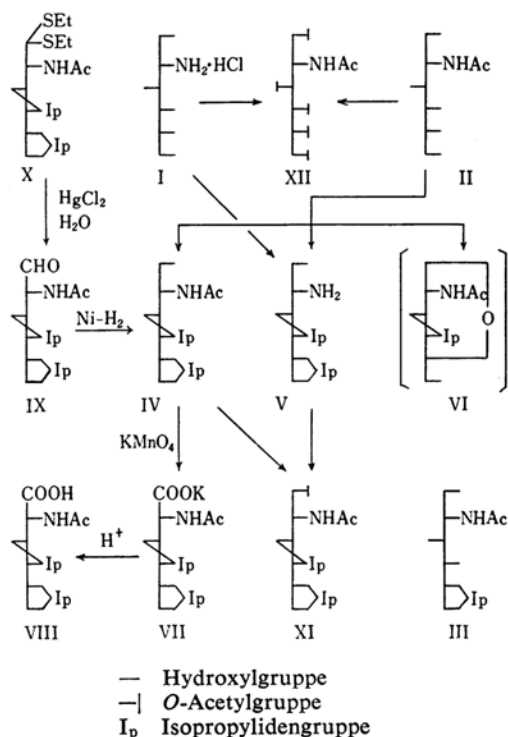 SEt
SEt
NHAc
Ip
Ip
X
NH₂·HCl
I
NHAc
XII
NHAc
II
HgCl₂
H₂O
CHO
NHAc
Ip
Ip
IX
Ni-H₂
NHAc
Ip
Ip
IV
NH₂
Ip
Ip
V
NHAc
Ip
O
VI
KMnO₄
COOH
NHAc
Ip
Ip
VIII
H⁺
COOK
NHAc
Ip
Ip
VII
NHAc
Ip
Ip
XI
NHAc
Ip
III
— Hydroxylgruppe
—| O-Acetylgruppe
Ip Isopropylidengruppe